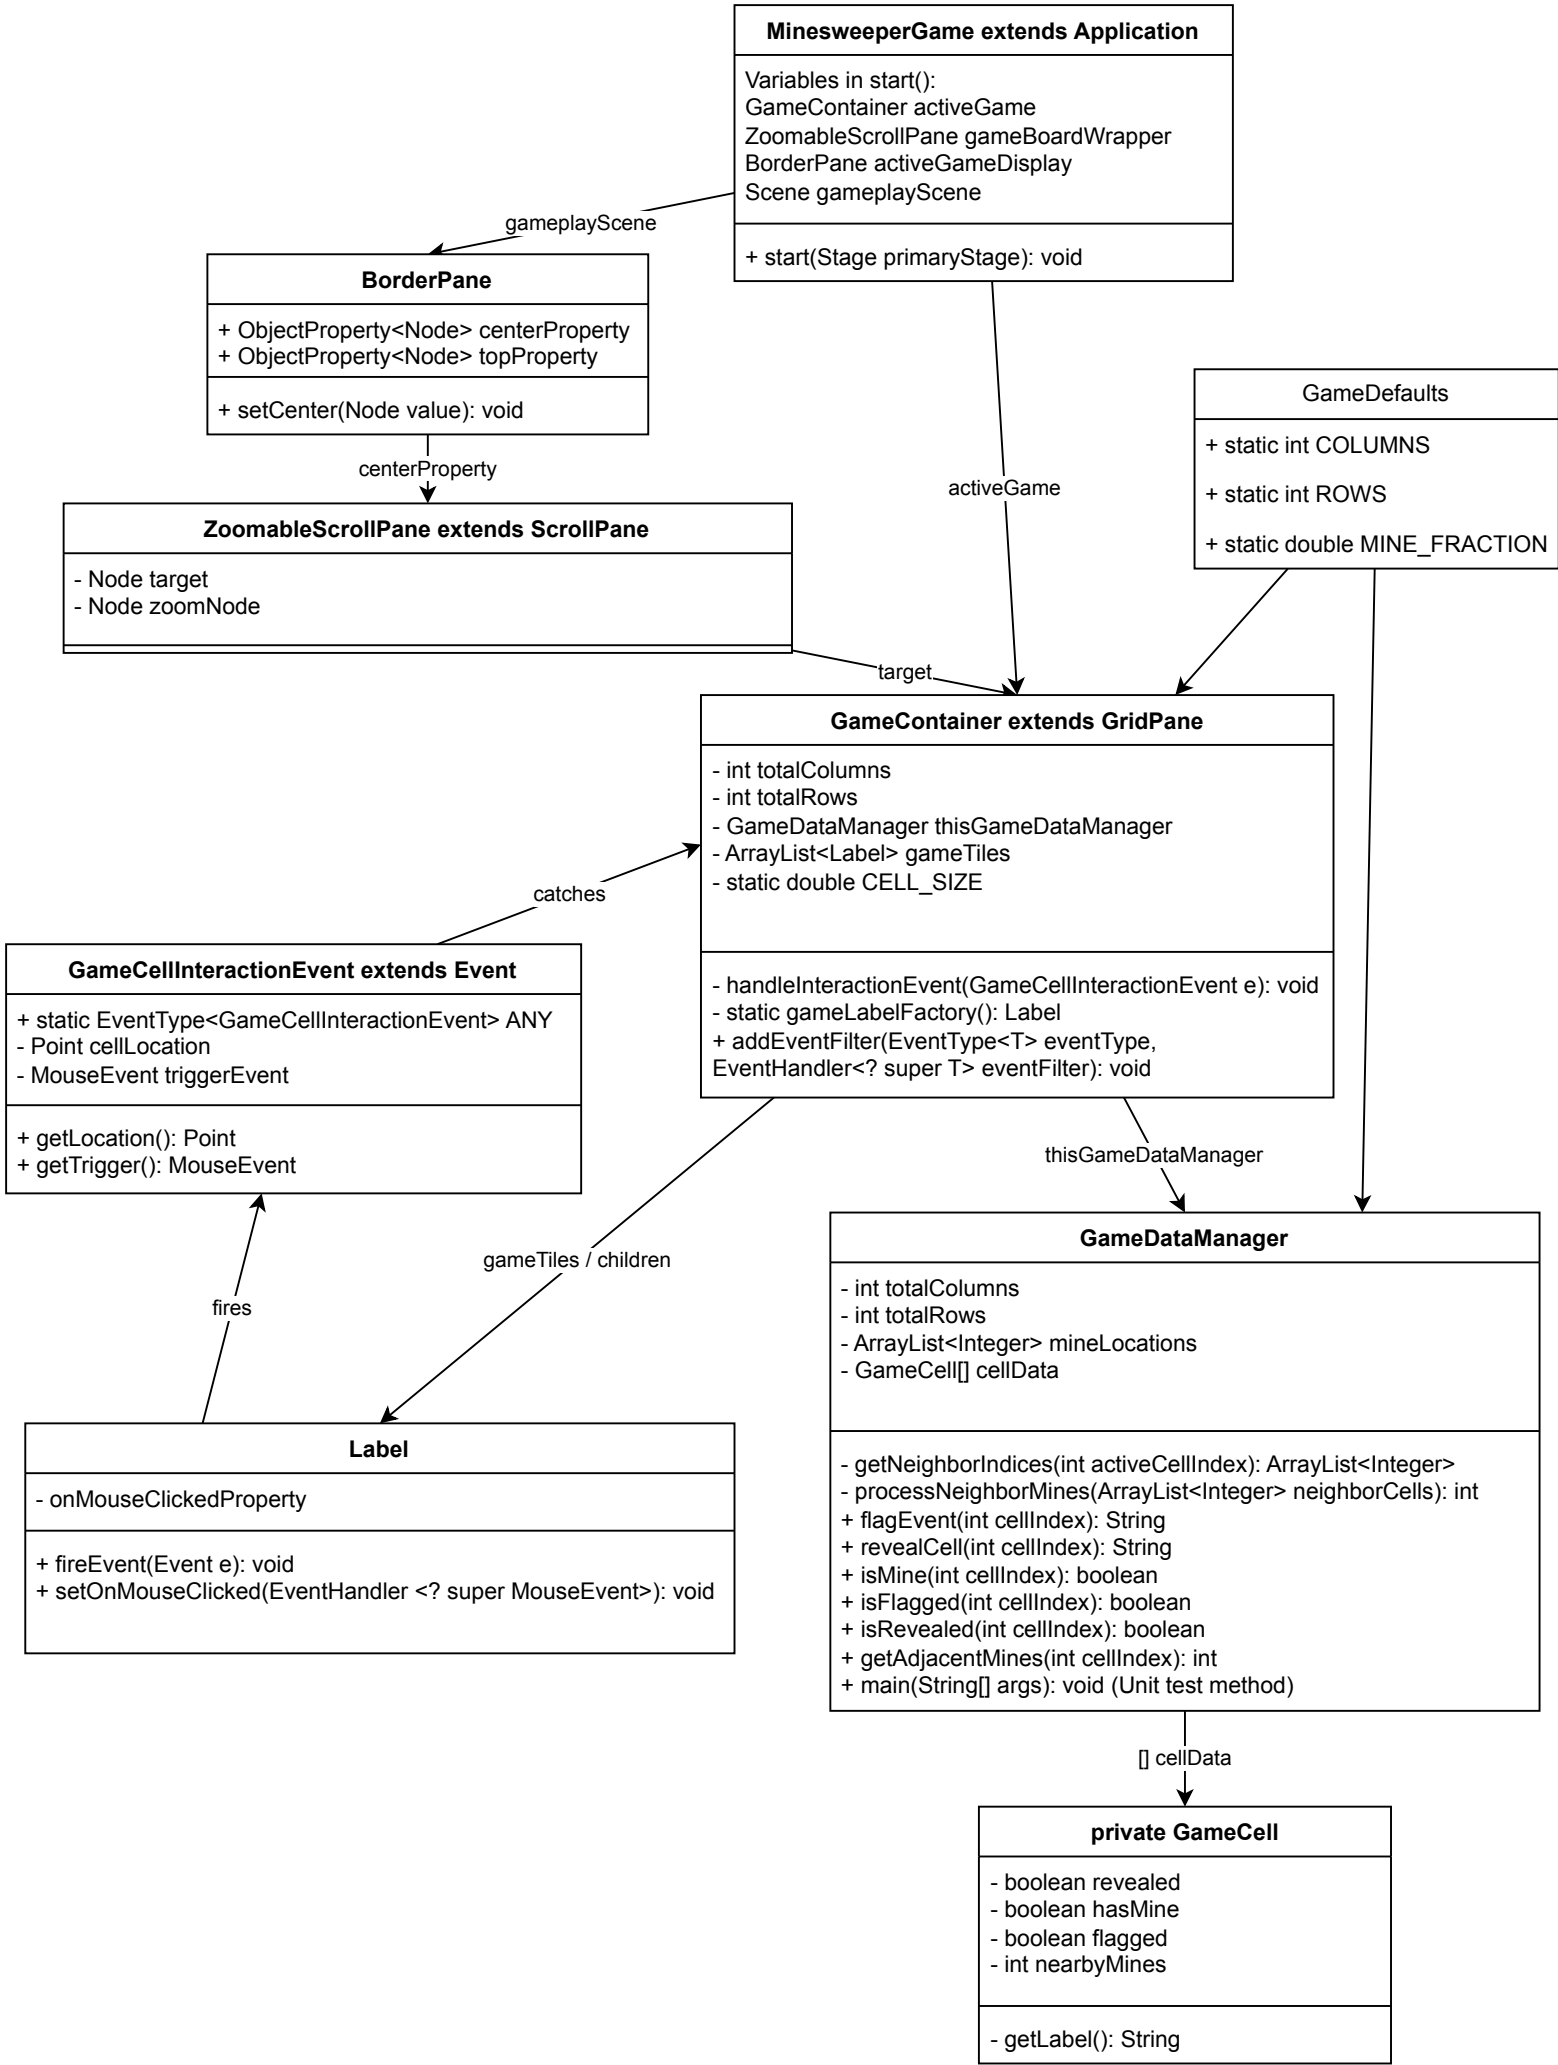 MinesweeperGame extends Application
Variables in start():
GameContainer activeGame
ZoomableScrollPane gameBoardWrapper
BorderPane activeGameDisplay
Scene gameplayScene
+ start(Stage primaryStage): void
gameplayScene
BorderPane
+ ObjectProperty<Node> centerProperty
+ ObjectProperty<Node> topProperty
+ setCenter(Node value): void
centerProperty
activeGame
GameDefaults
+ static int COLUMNS
+ static int ROWS
+ static double MINE_FRACTION
ZoomableScrollPane extends ScrollPane
- Node target
- Node zoomNode
target
GameContainer extends GridPane
- int totalColumns
- int totalRows
- GameDataManager thisGameDataManager
- ArrayList<Label> gameTiles
- static double CELL_SIZE
- handleInteractionEvent(GameCellInteractionEvent e): void
- static gameLabelFactory(): Label
+ addEventFilter(EventType<T> eventType,
EventHandler<? super T> eventFilter): void
catches
GameCellInteractionEvent extends Event
+ static EventType<GameCellInteractionEvent> ANY
- Point cellLocation
- MouseEvent triggerEvent
+ getLocation(): Point
+ getTrigger(): MouseEvent
thisGameDataManager
gameTiles / children
fires
Label
- onMouseClickedProperty
+ fireEvent(Event e): void
+ setOnMouseClicked(EventHandler <? super MouseEvent>): void
GameDataManager
- int totalColumns
- int totalRows
- ArrayList<Integer> mineLocations
- GameCell[] cellData
- getNeighborIndices(int activeCellIndex): ArrayList<Integer>
- processNeighborMines(ArrayList<Integer> neighborCells): int
+ flagEvent(int cellIndex): String
+ revealCell(int cellIndex): String
+ isMine(int cellIndex): boolean
+ isFlagged(int cellIndex): boolean
+ isRevealed(int cellIndex): boolean
+ getAdjacentMines(int cellIndex): int
+ main(String[] args): void (Unit test method)
[] cellData
private GameCell
- boolean revealed
- boolean hasMine
- boolean flagged
- int nearbyMines
- getLabel(): String